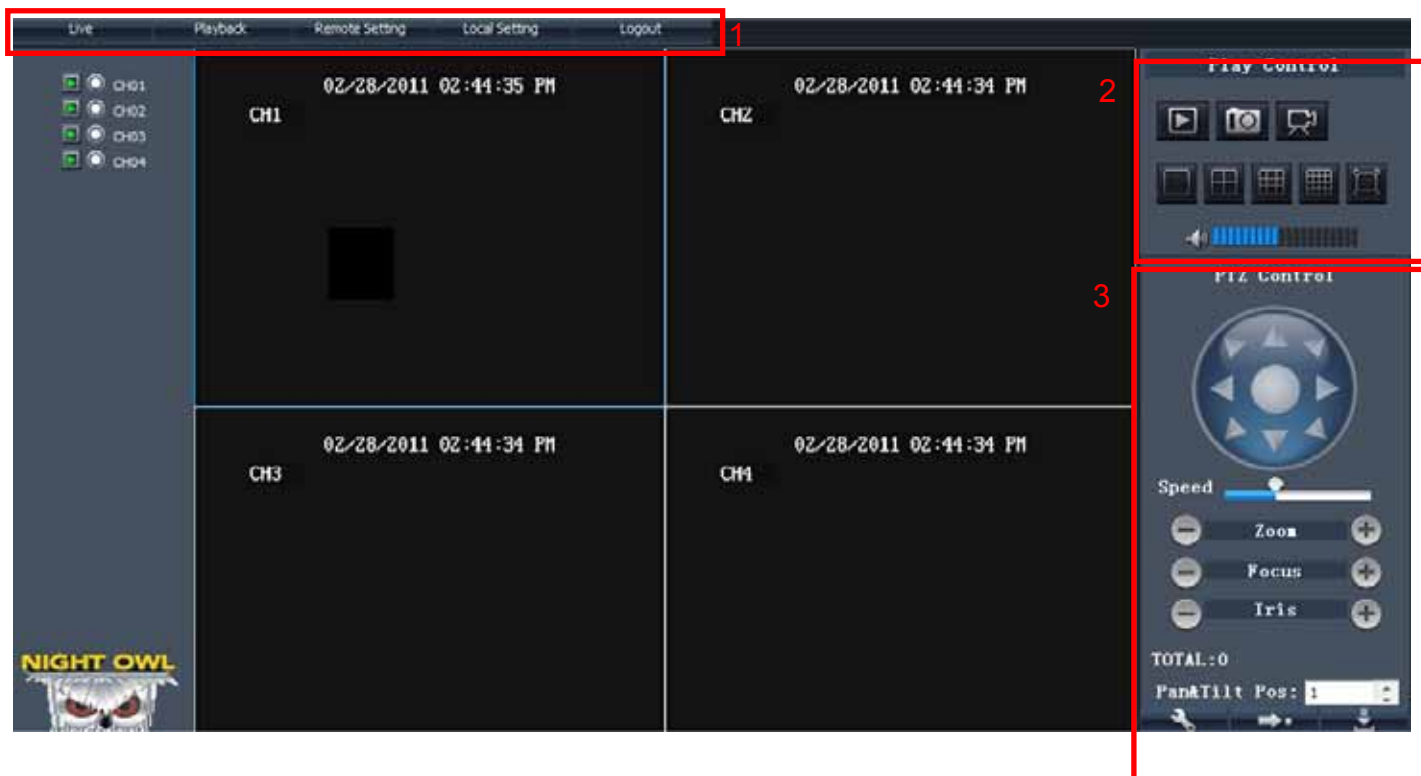 Live Playback Remote Setting Local Setting Logout
1
CH01
CH02
CH03
CH04
02/28/2011 02:44:35 PM
CH1
02/28/2011 02:44:34 PM
CH2
02/28/2011 02:44:34 PM
CH3
02/28/2011 02:44:34 PM
CH4
2
Play Control
3
PTZ Control
Speed
Zoom
Focus
Iris
TOTAL:0
Pan&Tilt Pos: 1
NIGHT OWL